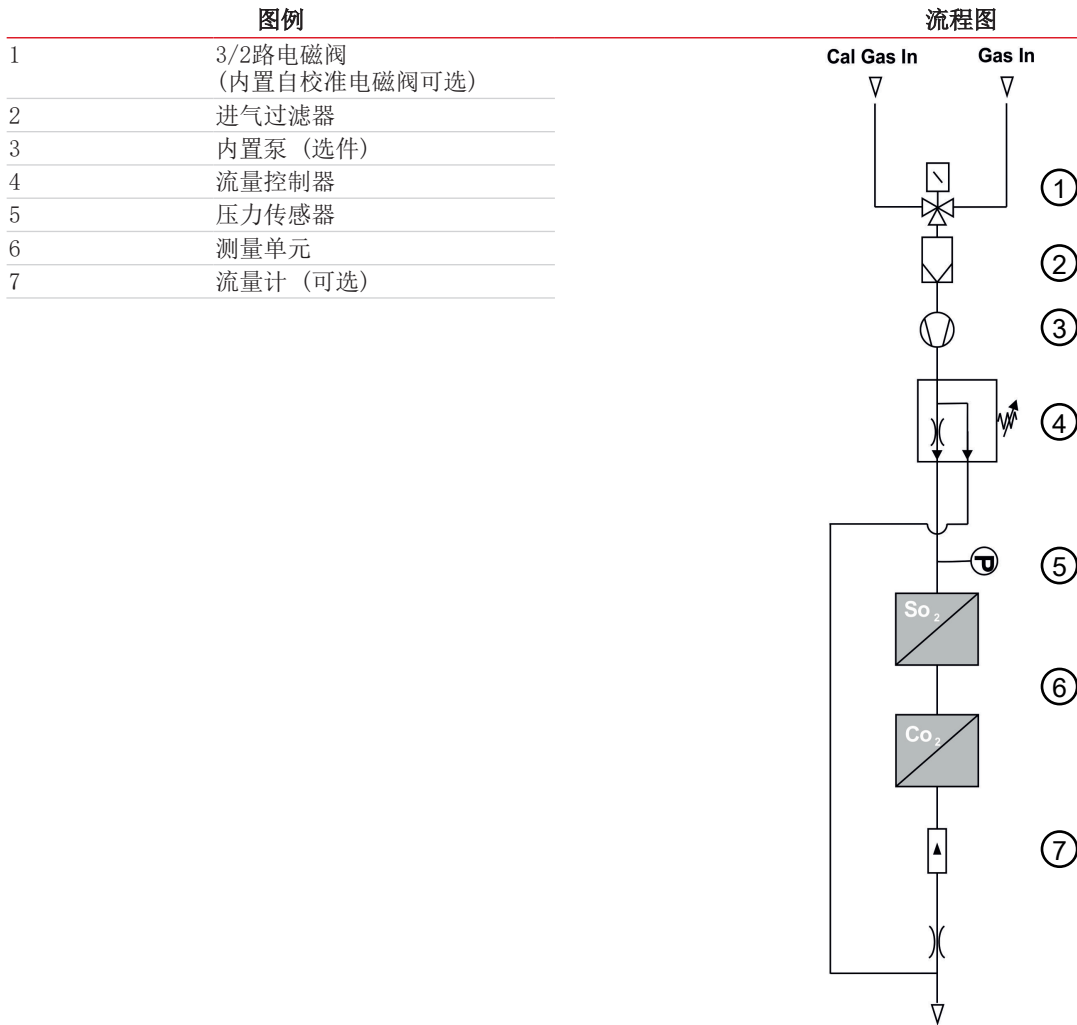 图例
1 3/2路电磁阀
(内置自校准电磁阀可选)
2 进气过滤器
3 内置泵 (选件)
4 流量控制器
5 压力传感器
6 测量单元
7 流量计 (可选)
流程图
Cal Gas In Gas In
1
2
3
4
P
5
So2
6
Co2
7